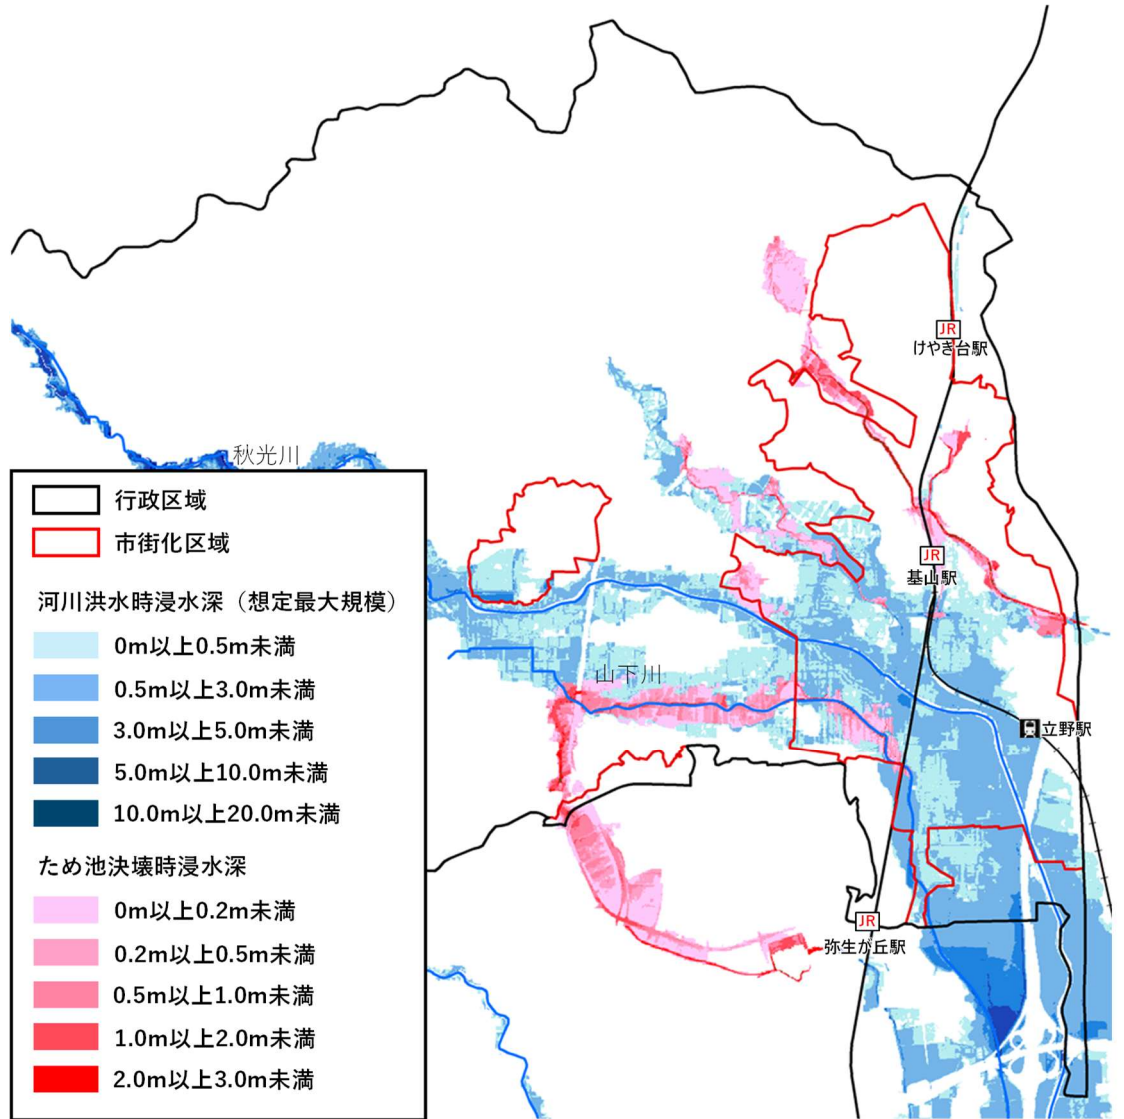 JR
けやき台駅
秋光川
行政区域
市街化区域
河川洪水時浸水深（想定最大規模）
0m以上0.5m未満
0.5m以上3.0m未満
3.0m以上5.0m未満
5.0m以上10.0m未満
10.0m以上20.0m未満
ため池決壊時浸水深
0m以上0.2m未満
0.2m以上0.5m未満
0.5m以上1.0m未満
1.0m以上2.0m未満
2.0m以上3.0m未満
JR
基山駅
山下川
立野駅
JR
弥生が丘駅